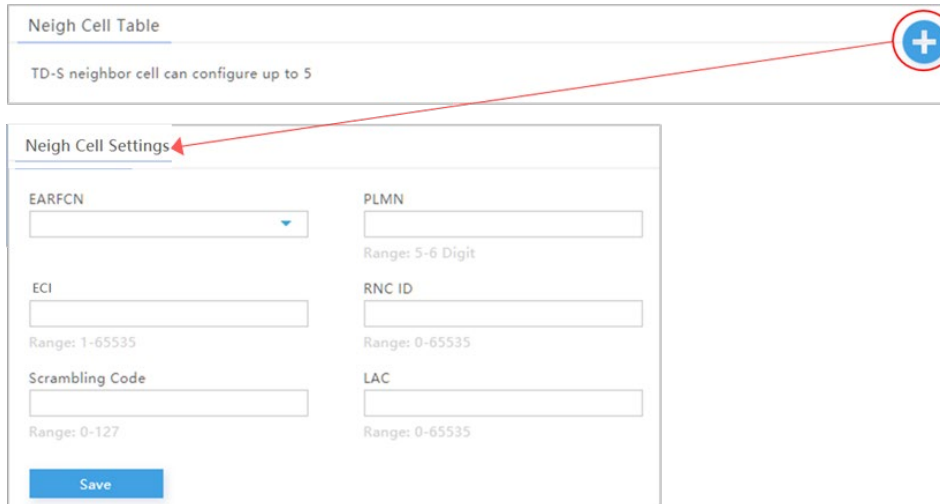 Neigh Cell Table
TD-S neighbor cell can configure up to 5
Neigh Cell Settings
EARFCN
PLMN
Range: 5-6 Digit
ECI
RNC ID
Range: 1-65535
Range: 0-65535
Scrambling Code
LAC
Range: 0-127
Range: 0-65535
Save